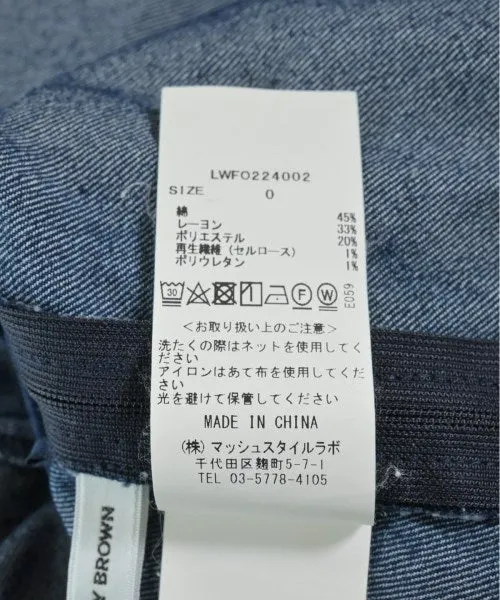 LWFO224002
SIZE 0
綿 45%
レーヨン 33%
ポリエステル 20%
再生繊維 (セルロース) 1%
ポリウレタン 1%
30 F W E059
<お取り扱い上のご注意>
洗たくの際はネットを使用してく
ださい
アイロンはあて布を使用してくだ
さい
光を避けて保管してください
MADE IN CHINA
(株) マッシュスタイルラボ
千代田区麹町5-7-1
TEL 03-5778-4105
Y BROWN